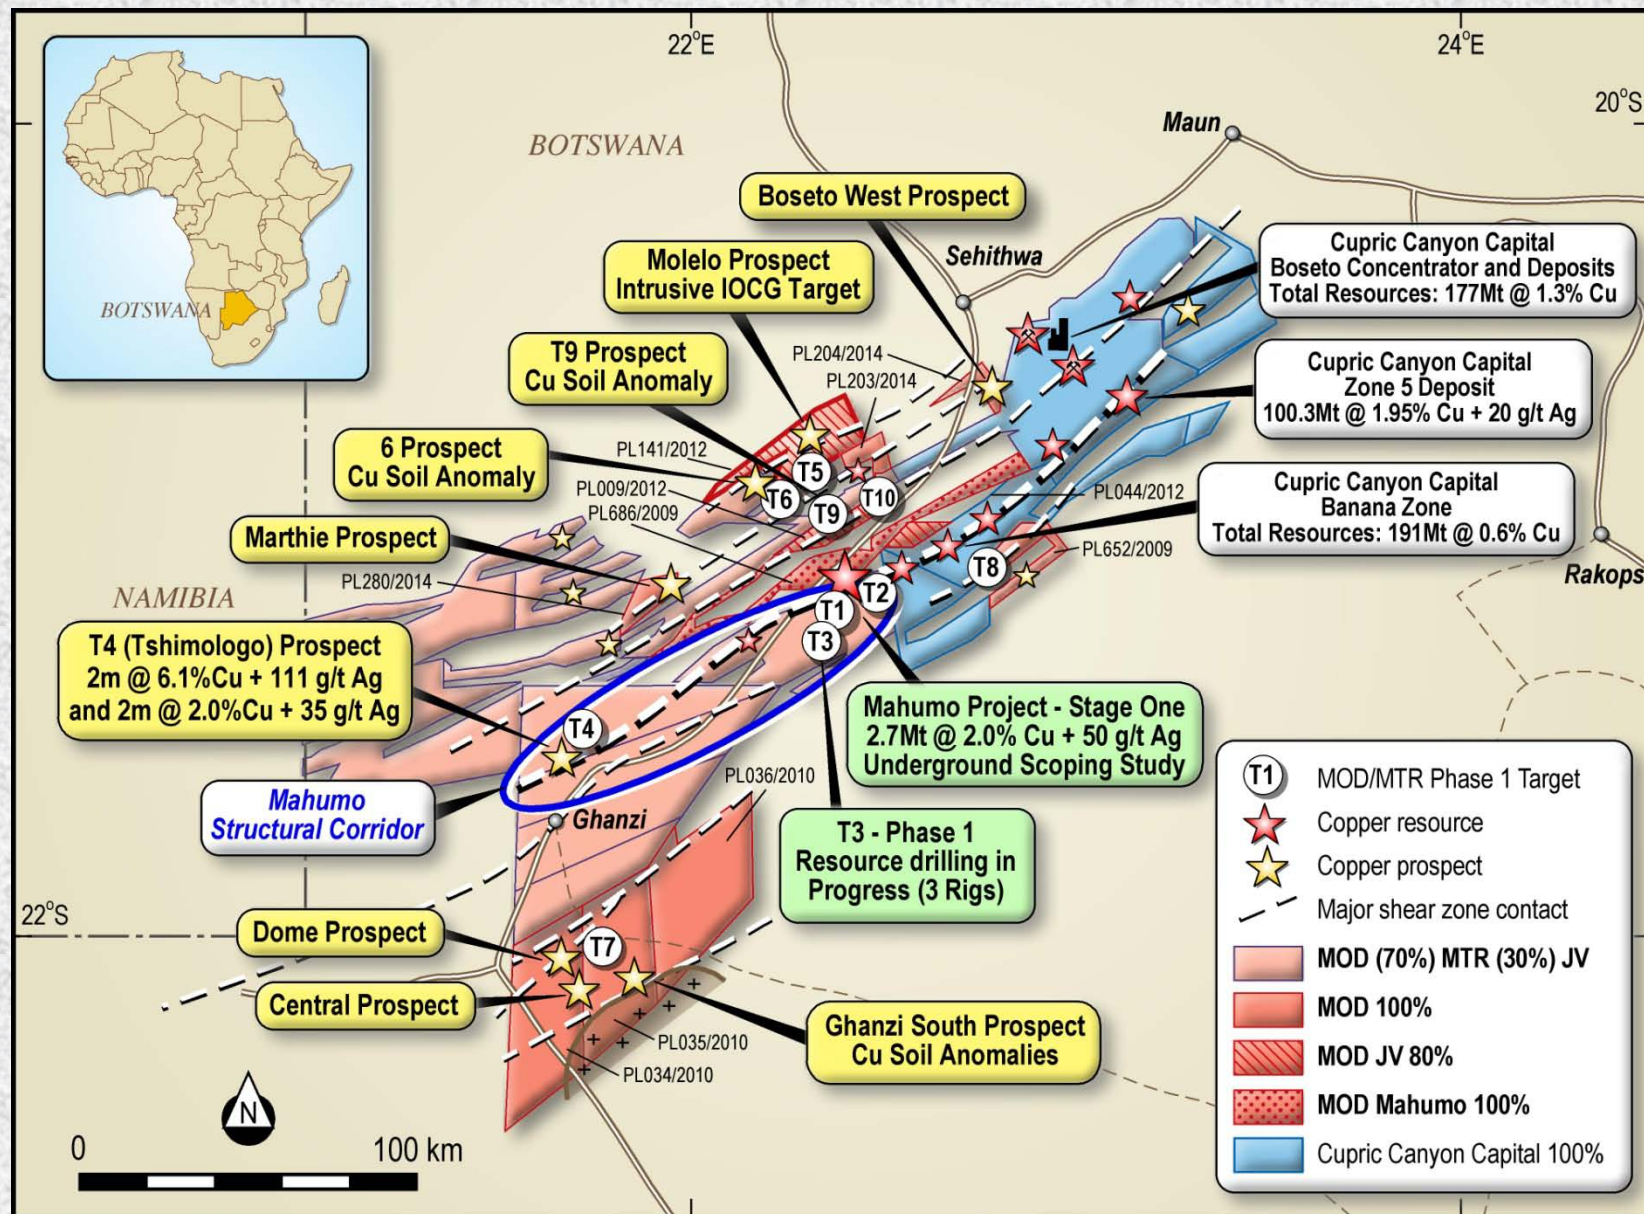 22°E
24°E
20°S
BOTSWANA
Maun
BOTSWANA
Boseto West Prospect
Sehithwa
Cupric Canyon Capital
Boseto Concentrator and Deposits
Total Resources: 177Mt @ 1.3% Cu
Molelo Prospect
Intrusive IOCG Target
T9 Prospect
Cu Soil Anomaly
PL204/2014
PL203/2014
Cupric Canyon Capital
Zone 5 Deposit
100.3Mt @ 1.95% Cu + 20 g/t Ag
6 Prospect
Cu Soil Anomaly
PL141/2012
PL009/2012
PL686/2009
T5
T6
T9
T10
PL044/2012
Cupric Canyon Capital
Banana Zone
Total Resources: 191Mt @ 0.6% Cu
Marthie Prospect
PL280/2014
PL652/2009
T8
Rakops
NAMIBIA
T2
T1
T3
T4 (Tshimologo) Prospect
2m @ 6.1%Cu + 111 g/t Ag
and 2m @ 2.0%Cu + 35 g/t Ag
T4
Mahumo Project - Stage One
2.7Mt @ 2.0% Cu + 50 g/t Ag
Underground Scoping Study
Mahumo
Structural Corridor
Ghanzi
PL036/2010
T3 - Phase 1
Resource drilling in
Progress (3 Rigs)
22°S
Dome Prospect
T7
Central Prospect
Ghanzi South Prospect
Cu Soil Anomalies
PL035/2010
PL034/2010
N
0
100 km
T1
MOD/MTR Phase 1 Target
Copper resource
Copper prospect
Major shear zone contact
MOD (70%) MTR (30%) JV
MOD 100%
MOD JV 80%
MOD Mahumo 100%
Cupric Canyon Capital 100%